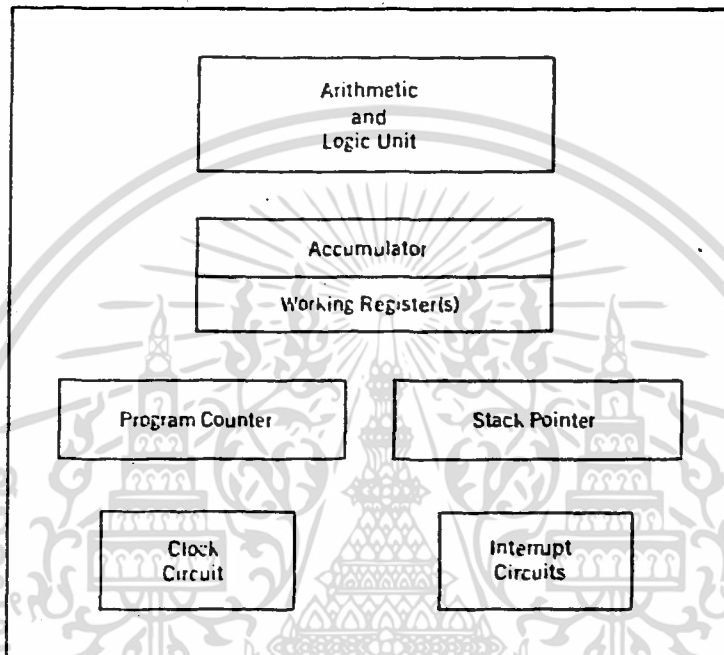 Arithmetic
and
Logic Unit
Accumulator
Working Register(s)
Program Counter
Stack Pointer
Clock
Circuit
Interrupt
Circuits